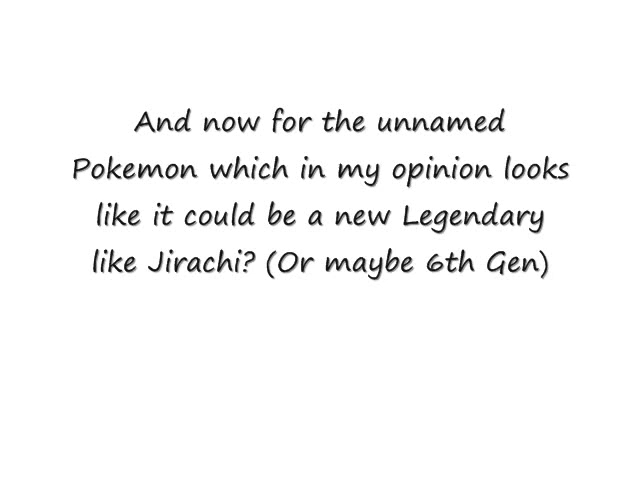 And now for the unnamed
Pokemon which in my opinion looks
like it could be a new Legendary
like Jirachi? (Or maybe 6th Gen)